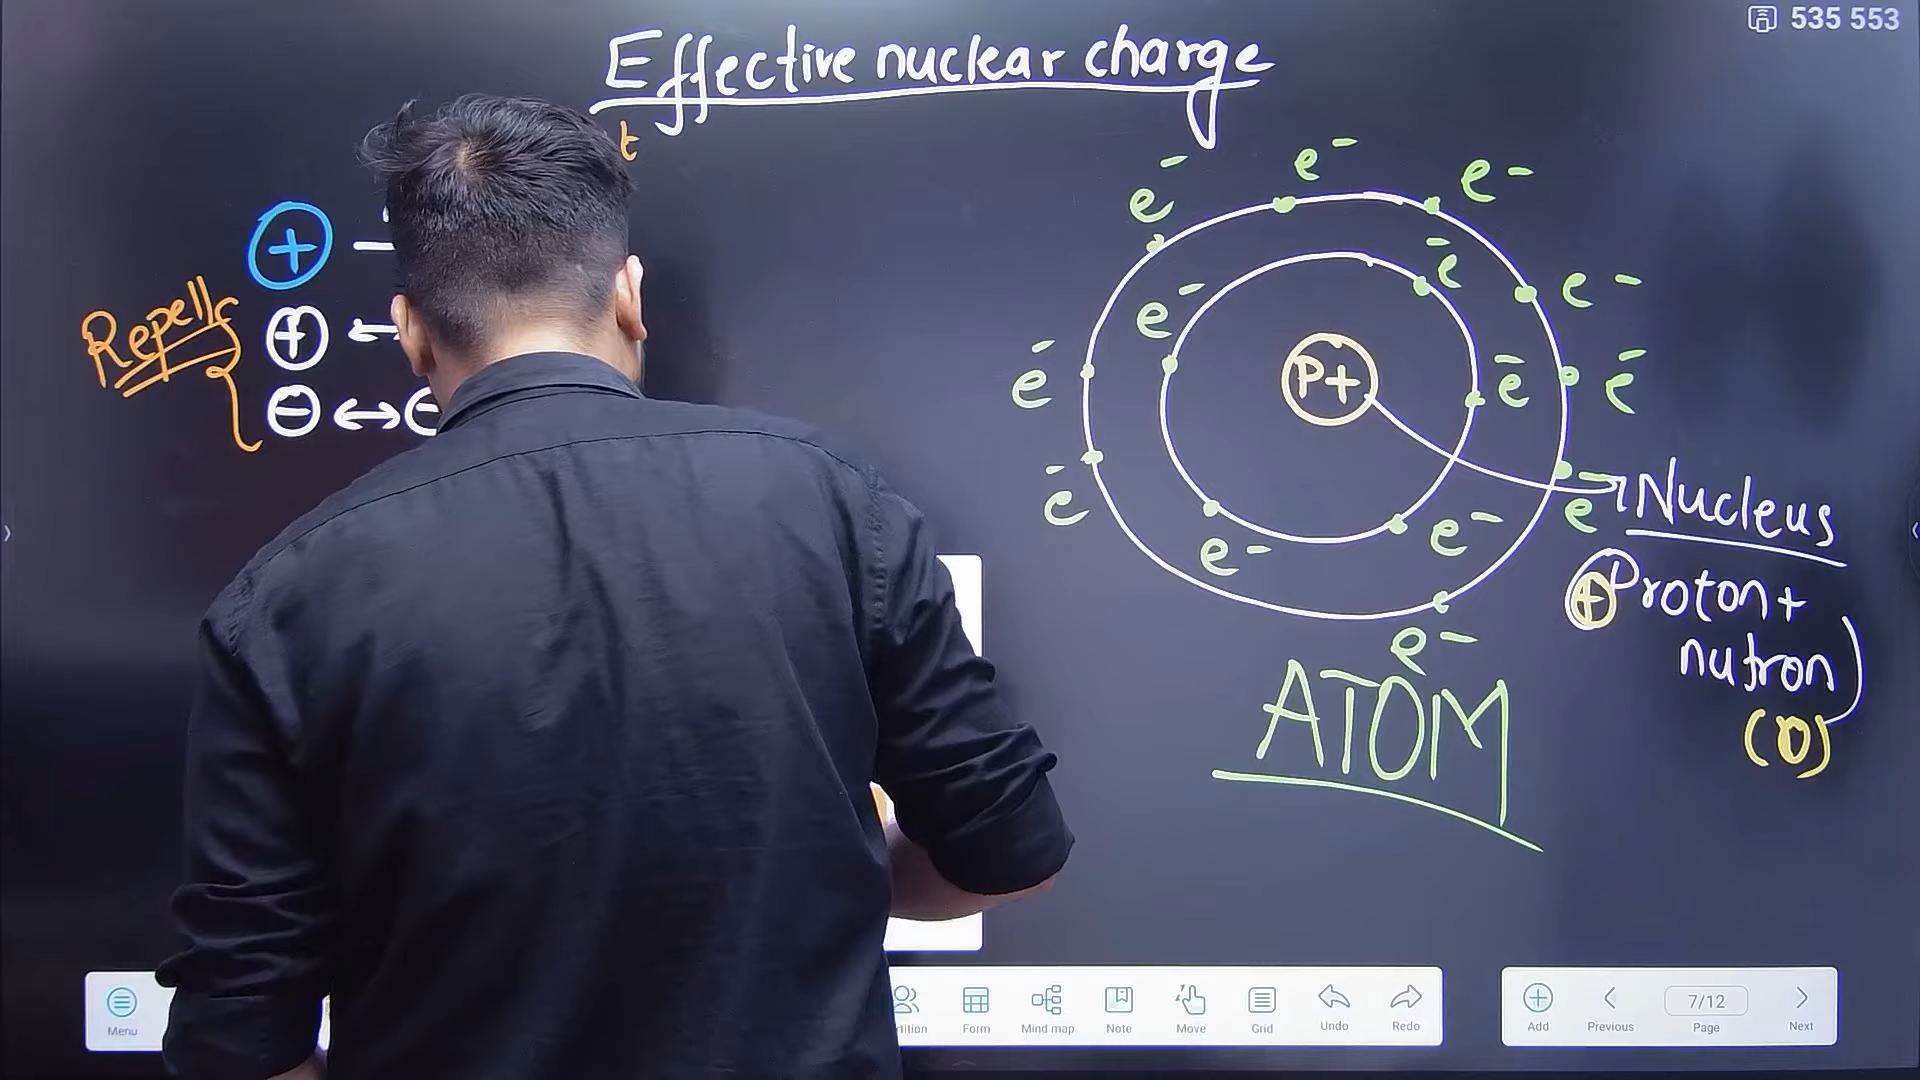 535 553
Effective nuclear charge
t
e- e- e-
e- e- e-
+ —
Repells
+ ←
- ↔ -
e- e- e- e-
P+
e- e-
e- e- e-
Nucleus
+ Proton +
nutron
(0)
e-
ATOM
Menu
Form
Mind map
Note
Move
Grid
Undo
Redo
Add
Previous
7/12
Page
Next